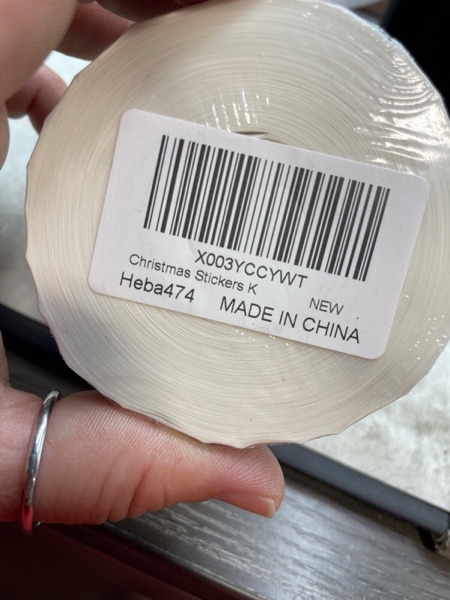 X003YCCYWT
Christmas Stickers K
NEW
Heba474 MADE IN CHINA